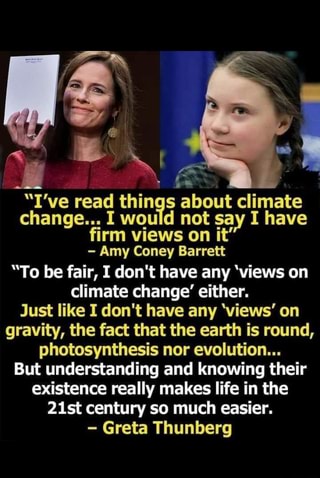 “I’ve read things about climate
change... I would not say I have
firm views on it”
– Amy Coney Barrett
“To be fair, I don't have any ‘views on
climate change’ either.
Just like I don't have any ‘views’ on
gravity, the fact that the earth is round,
photosynthesis nor evolution...
But understanding and knowing their
existence really makes life in the
21st century so much easier.
– Greta Thunberg